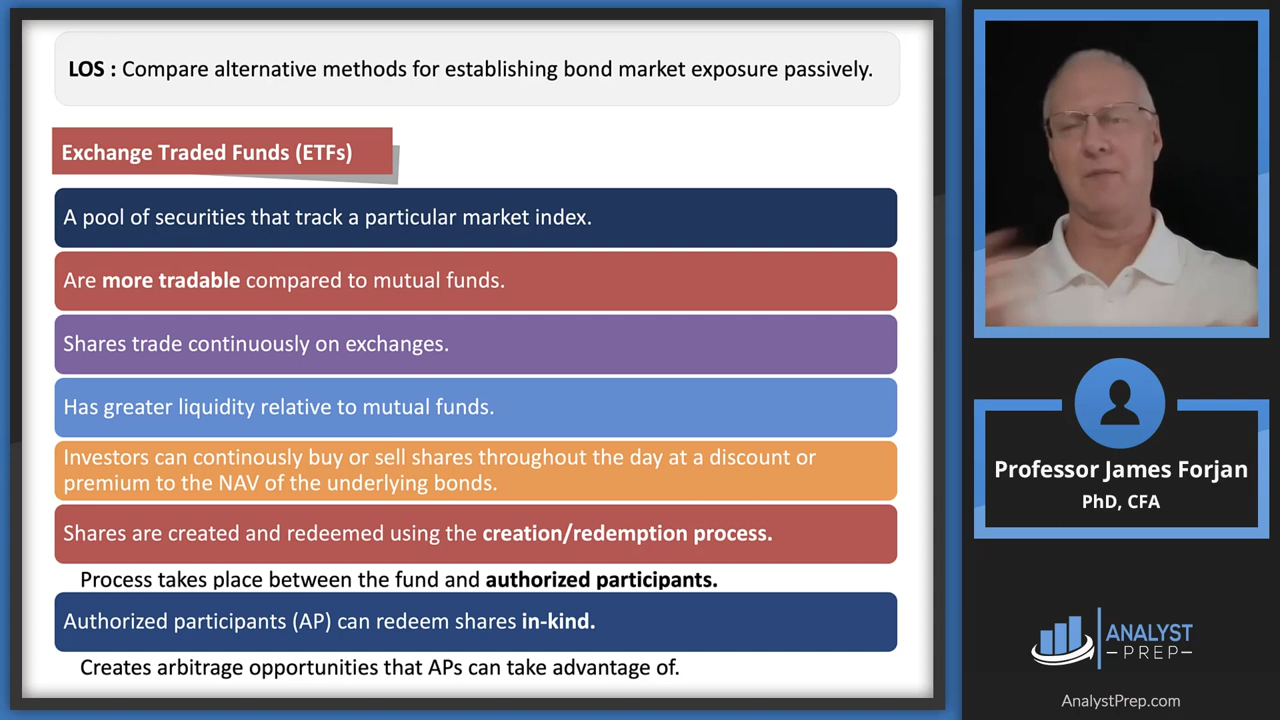 LOS : Compare alternative methods for establishing bond market exposure passively.
Exchange Traded Funds (ETFs)
A pool of securities that track a particular market index.
Are more tradable compared to mutual funds.
Shares trade continuously on exchanges.
Has greater liquidity relative to mutual funds.
Investors can continously buy or sell shares throughout the day at a discount or
premium to the NAV of the underlying bonds.
Shares are created and redeemed using the creation/redemption process.
Process takes place between the fund and authorized participants.
Authorized participants (AP) can redeem shares in-kind.
Creates arbitrage opportunities that APs can take advantage of.
Professor James Forjan
PhD, CFA
ANALYST
PREP
AnalystPrep.com